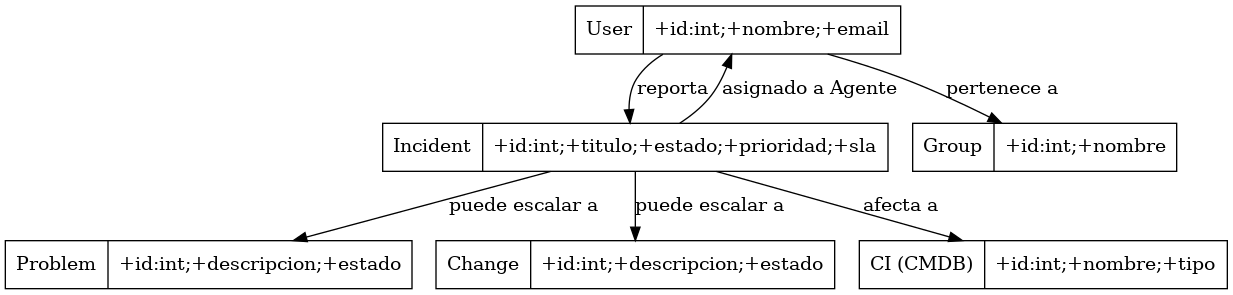 User +id:int;+nombre;+email
reporta
asignado a Agente
pertenece a
Incident +id:int;+titulo;+estado;+prioridad;+sla
Group +id:int;+nombre
puede escalar a
puede escalar a
afecta a
Problem +id:int;+descripcion;+estado
Change +id:int;+descripcion;+estado
CI (CMDB) +id:int;+nombre;+tipo